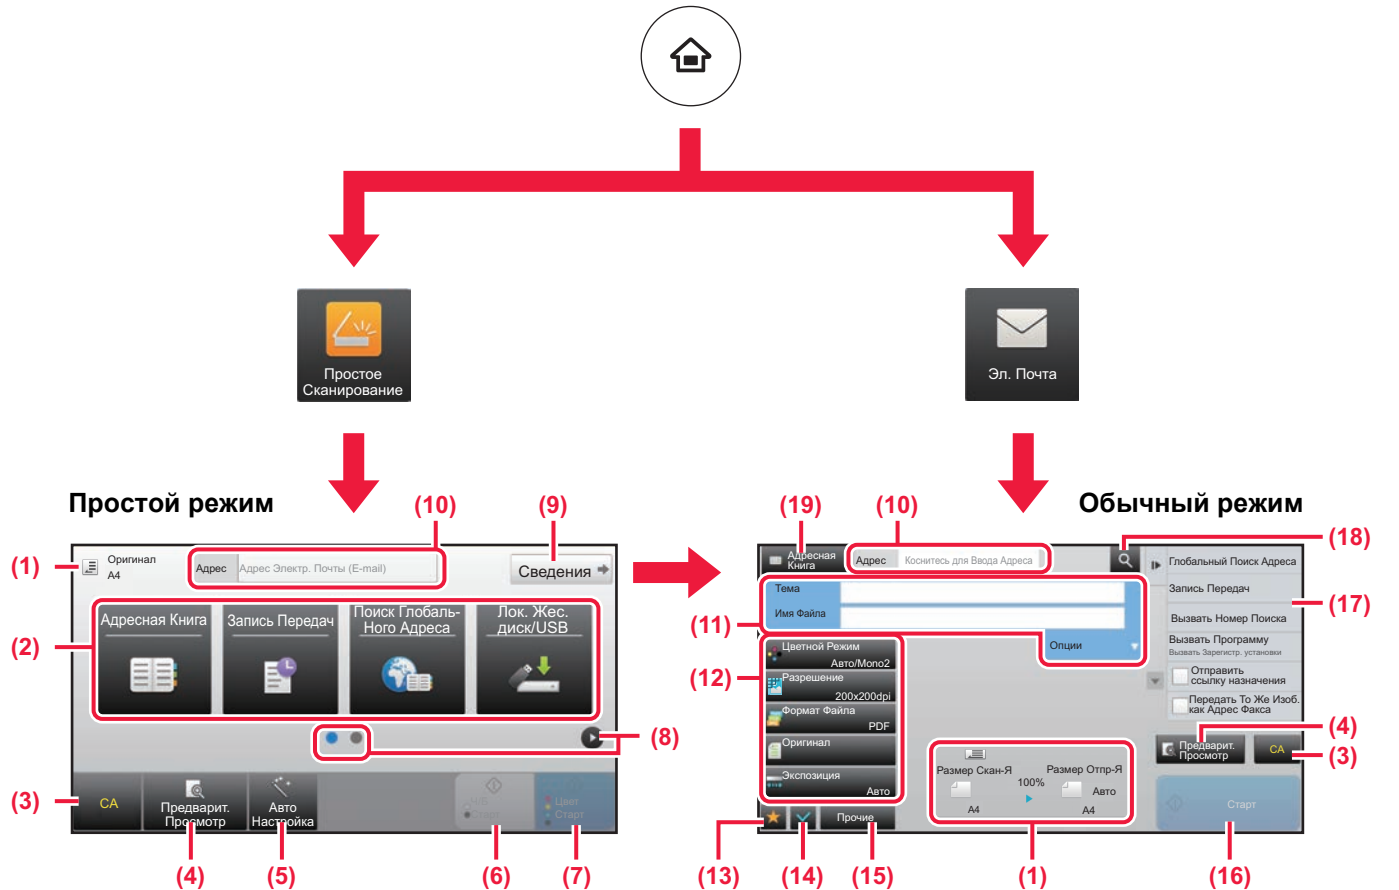 Простое
Сканирование
Эл. Почта
Простой режим
Обычный режим
(10)
(9)
(19)
(10)
(18)
(1)
Оригинал
A4
Адрес
Адрес Электр. Почты (E-mail)
Сведения
(2)
Адресная Книга
Запись Передач
Поиск Глобаль-
Ного Адреса
Лок. Жес.
диск/USB
(8)
(3)
CA
Предварит.
Просмотр
Авто
Настройка
Ч/Б
Старт
Цвет
Старт
(4)
(5)
(6)
(7)
Адресная
Книга
Адрес
Коснитесь для Ввода Адреса
Тема
Имя Файла
Опции
(11)
(12)
Цветной Режим
Авто/Mono2
Разрешение
200x200dpi
Формат Файла
PDF
Оригинал
Экспозиция
Авто
Прочие
Размер Скан-Я
A4
100%
Размер Отпр-Я
Авто
A4
Глобальный Поиск Адреса
Запись Передач
Вызвать Номер Поиска
Вызвать Программу
Вызвать Зарегистр. установки
Отправить
ссылку назначения
Передать То Же Изоб.
как Адрес Факса
(17)
Предварит.
Просмотр
CA
(4)
(3)
Старт
(13)
(14)
(15)
(1)
(16)